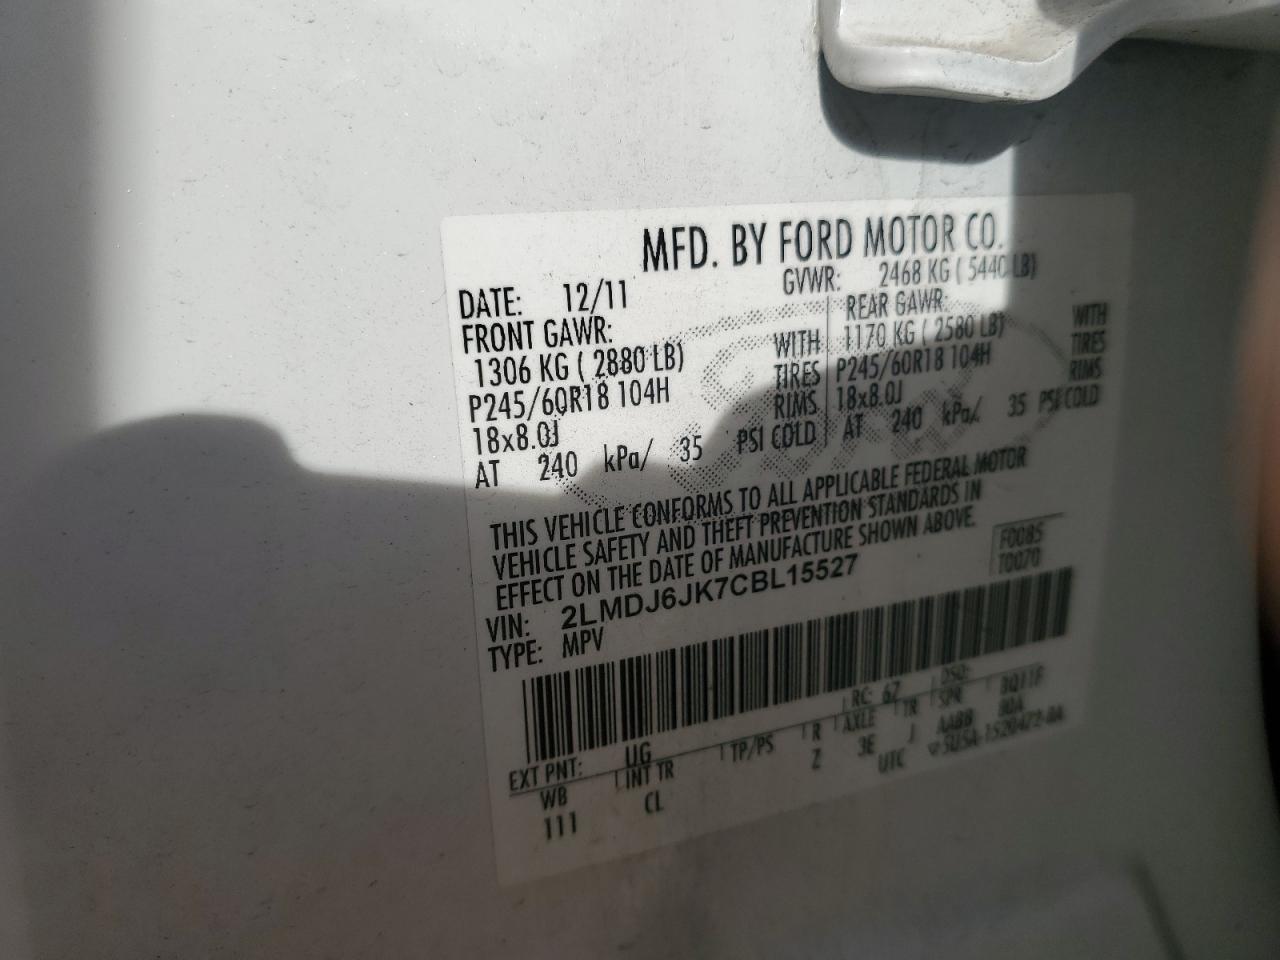 MFD. BY FORD MOTOR CO.
DATE: 12/11 GVWR: 2468 KG ( 5440 LB)
FRONT GAWR: REAR GAWR:
1306 KG ( 2880 LB) WITH 1170 KG ( 2580 LB) WITH
P245/60R18 104H TIRES P245/60R18 104H TIRES
18x8.0J RIMS 18x8.0J RIMS
AT 240 kPa/ 35 PSI COLD AT 240 kPa/ 35 PSI COLD
THIS VEHICLE CONFORMS TO ALL APPLICABLE FEDERAL MOTOR
VEHICLE SAFETY AND THEFT PREVENTION STANDARDS IN
EFFECT ON THE DATE OF MANUFACTURE SHOWN ABOVE.
F0085
T0070
VIN: 2LMDJ6JK7CBL15527
TYPE: MPV
EXT PNT: UG RC: 67 DSO:
WB INT TR TP/PS R AXLE TR SPR
111 CL Z 3E J AABB
UTC